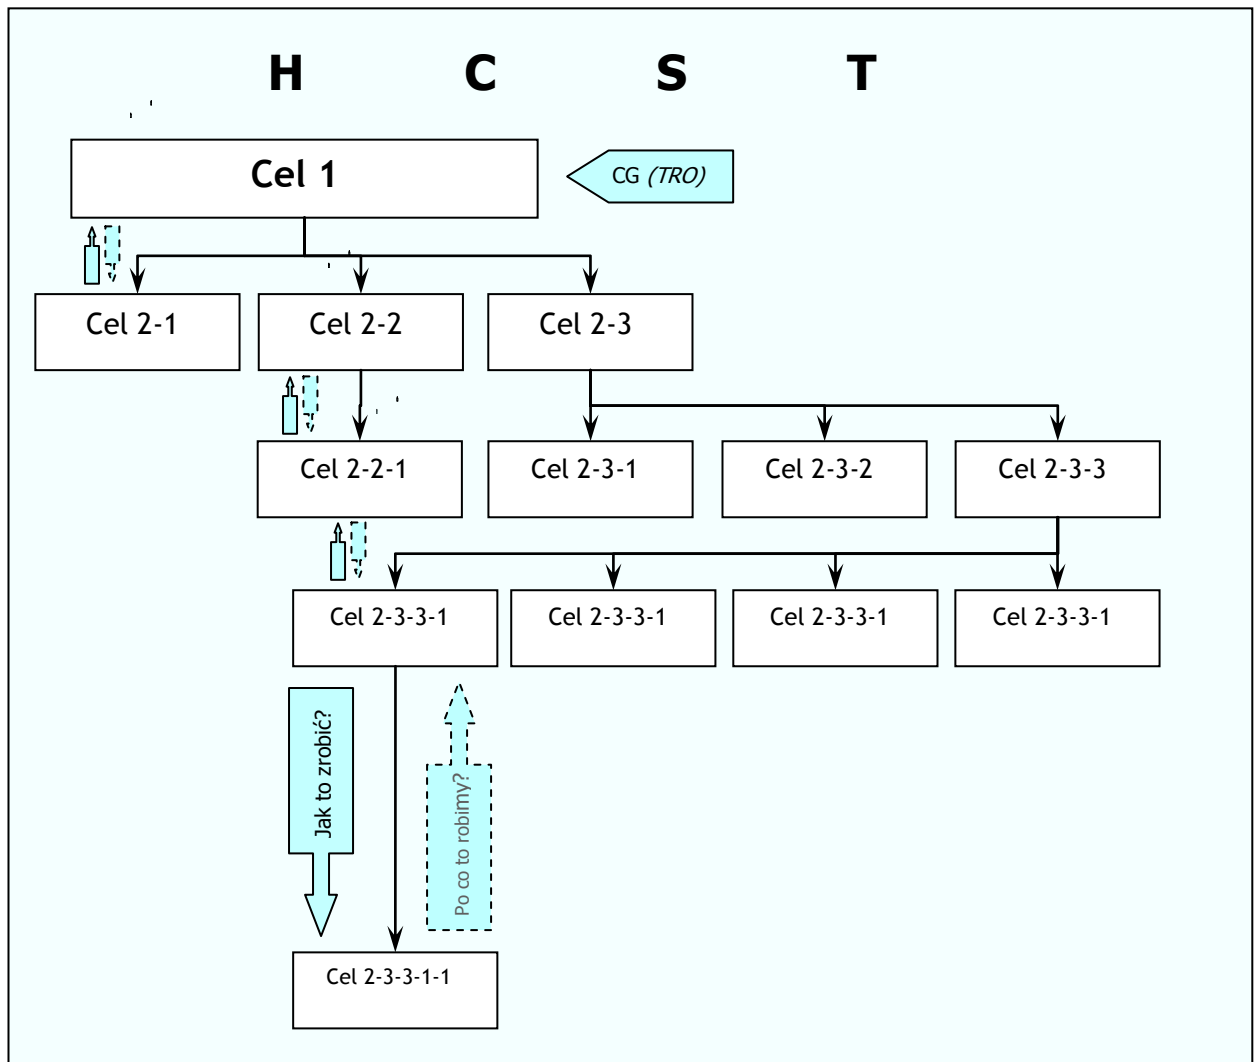 H C S T
Cel 1
CG (TRO)
Cel 2-1
Cel 2-2
Cel 2-3
Cel 2-2-1
Cel 2-3-1
Cel 2-3-2
Cel 2-3-3
Cel 2-3-3-1
Cel 2-3-3-1
Cel 2-3-3-1
Cel 2-3-3-1
Jak to zrobić?
Po co to robimy?
Cel 2-3-3-1-1